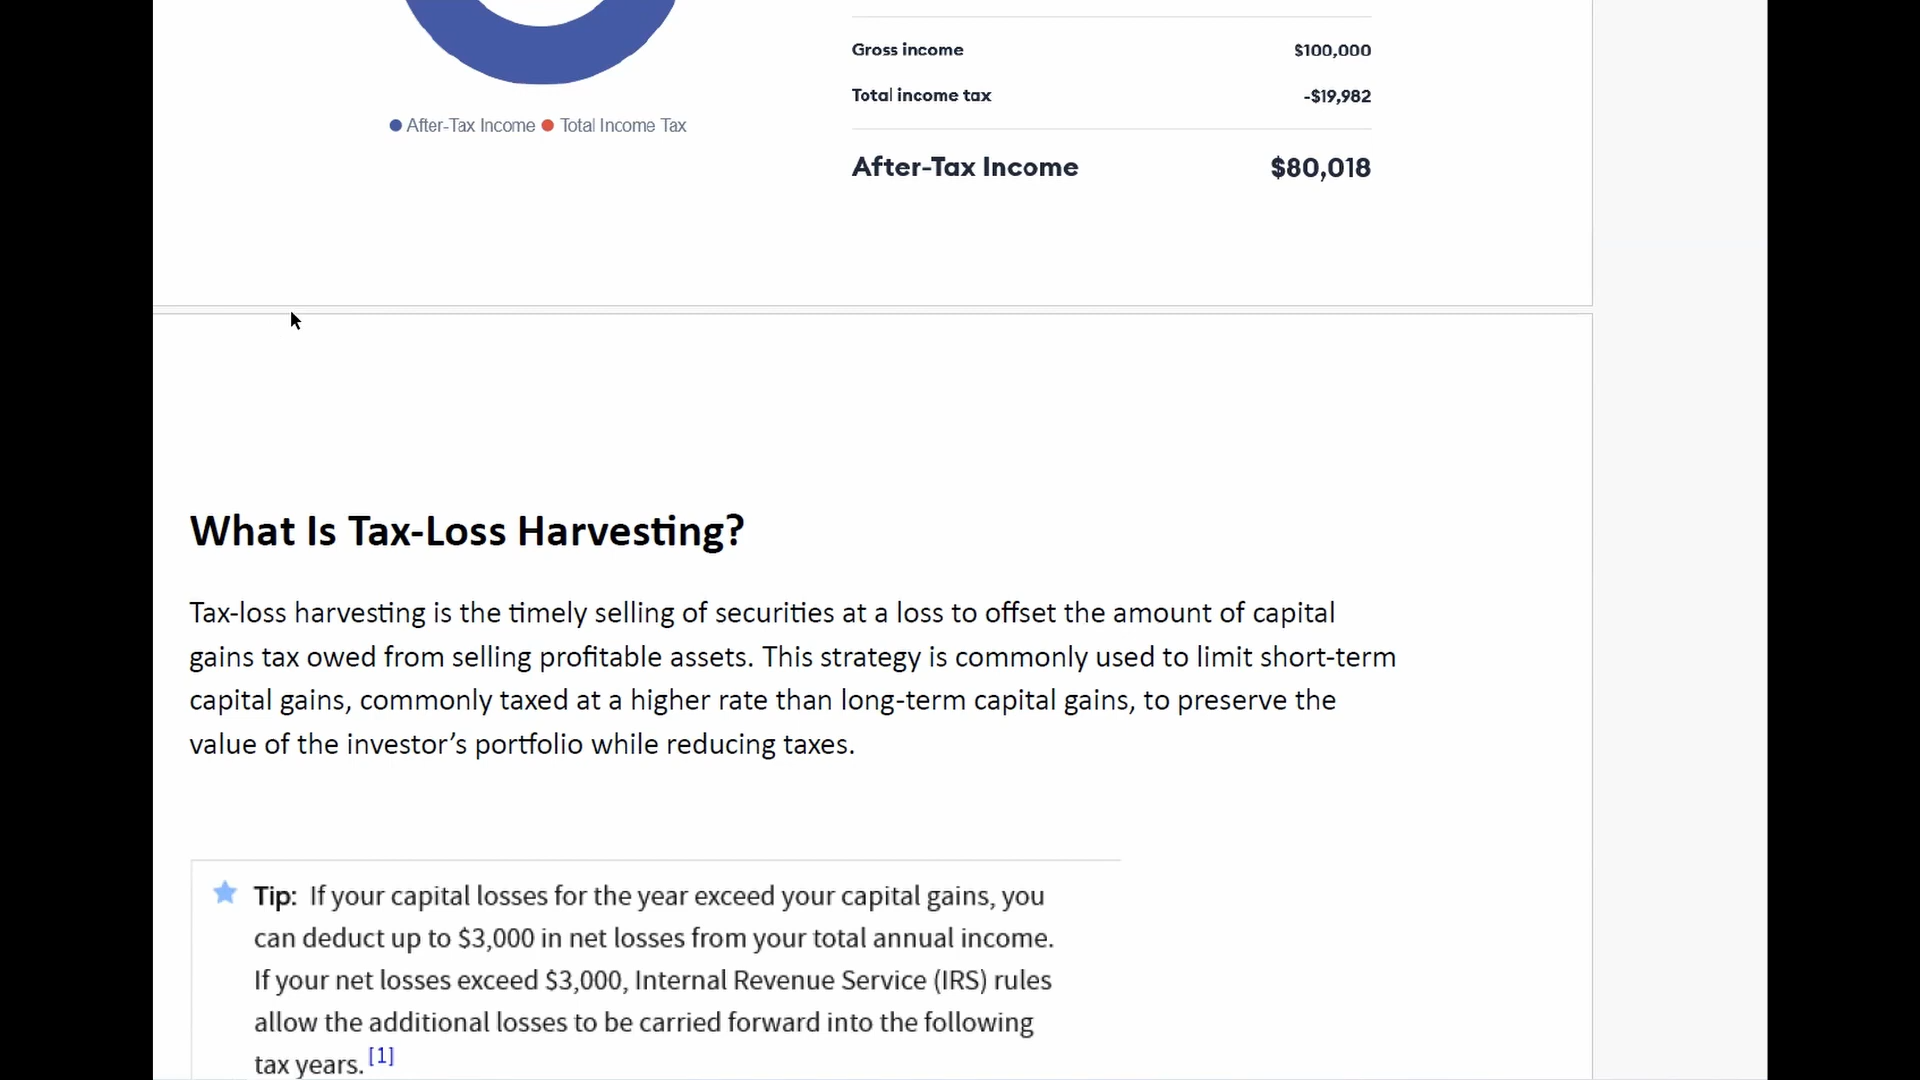 Gross income $100,000
Total income tax -$19,982
After-Tax Income Total Income Tax
After-Tax Income $80,018
What Is Tax-Loss Harvesting?
Tax-loss harvesting is the timely selling of securities at a loss to offset the amount of capital
gains tax owed from selling profitable assets. This strategy is commonly used to limit short-term
capital gains, commonly taxed at a higher rate than long-term capital gains, to preserve the
value of the investor’s portfolio while reducing taxes.
Tip: If your capital losses for the year exceed your capital gains, you
can deduct up to $3,000 in net losses from your total annual income.
If your net losses exceed $3,000, Internal Revenue Service (IRS) rules
allow the additional losses to be carried forward into the following
tax years. [1]